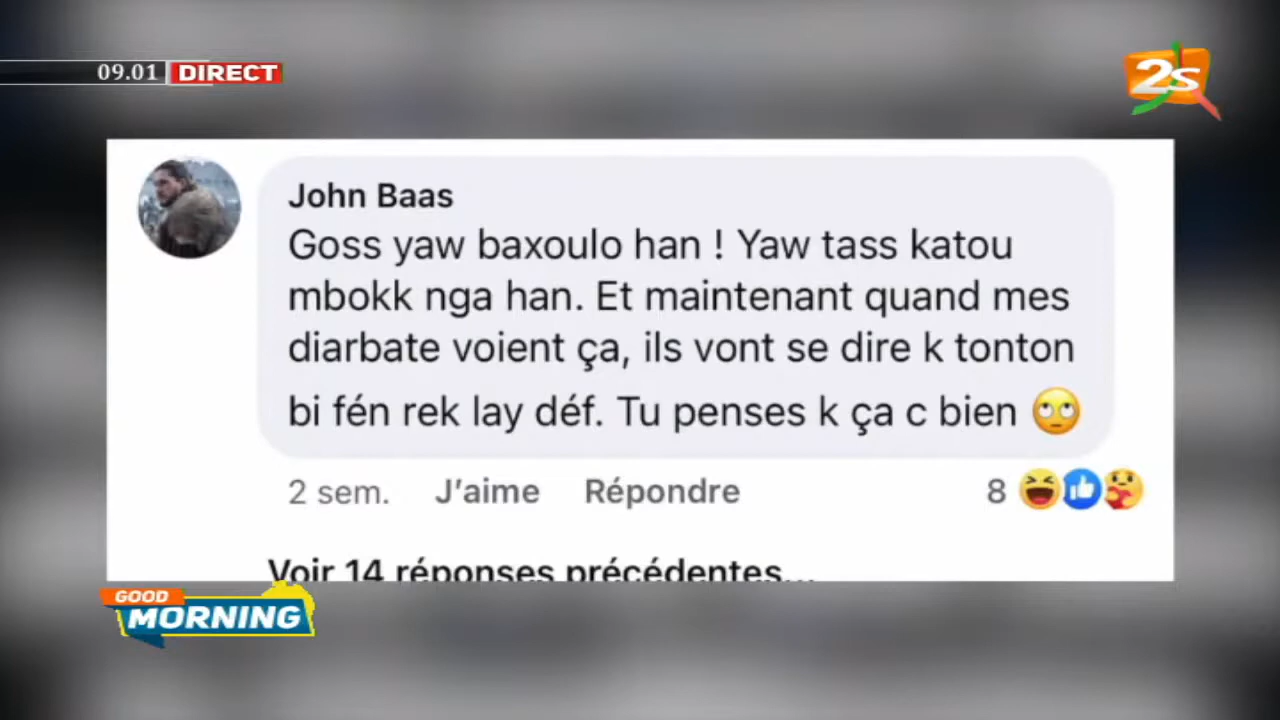 09.01 DIRECT
2s
John Baas
Goss yaw baxoulo han ! Yaw tass katou
mbokk nga han. Et maintenant quand mes
diarbate voient ça, ils vont se dire k tonton
bi fén rek lay déf. Tu penses k ça c bien 🙄
2 sem. J'aime Répondre 8
Voir 14 réponses précédentes...
GOOD
MORNING